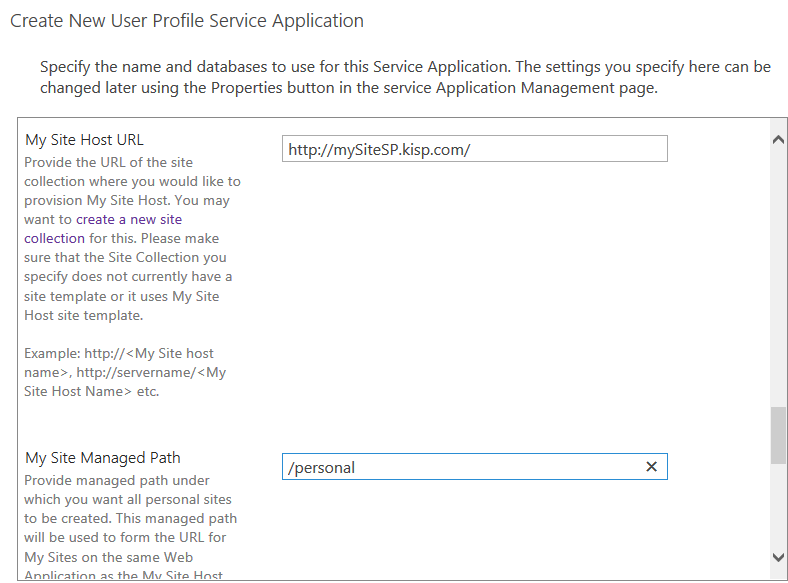 Create New User Profile Service Application
Specify the name and databases to use for this Service Application. The settings you specify here can be
changed later using the Properties button in the service Application Management page.
My Site Host URL
Provide the URL of the site
collection where you would like to
provision My Site Host. You may
want to create a new site
collection for this. Please make
sure that the Site Collection you
specify does not currently have a
site template or it uses My Site
Host site template.
Example: http://<My Site host
name>, http://servername/<My
Site Host Name> etc.
http://mySiteSP.kisp.com/
My Site Managed Path
Provide managed path under
which you want all personal sites
to be created. This managed path
will be used to form the URL for
My Sites on the same Web
Application as the My Site Host
/personal